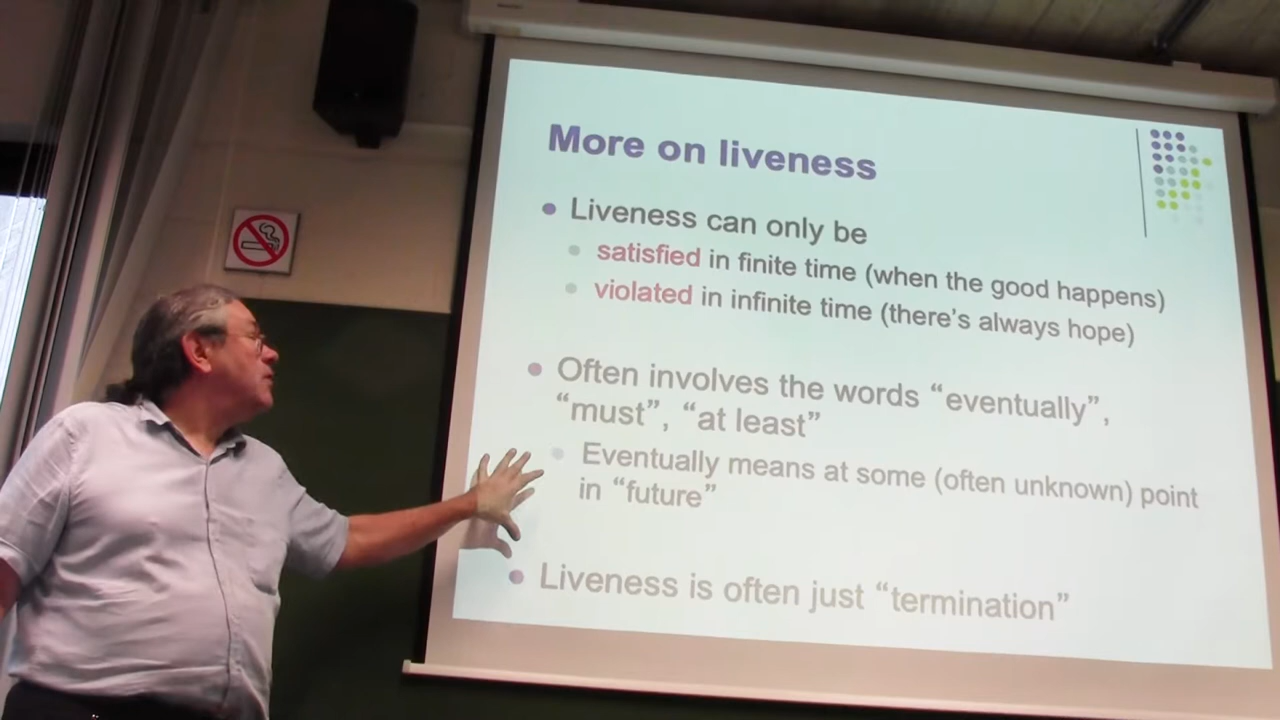 More on liveness
Liveness can only be
satisfied in finite time (when the good happens)
violated in infinite time (there's always hope)
Often involves the words “eventually”,
“must”, “at least”
Eventually means at some (often unknown) point
in “future”
Liveness is often just “termination”